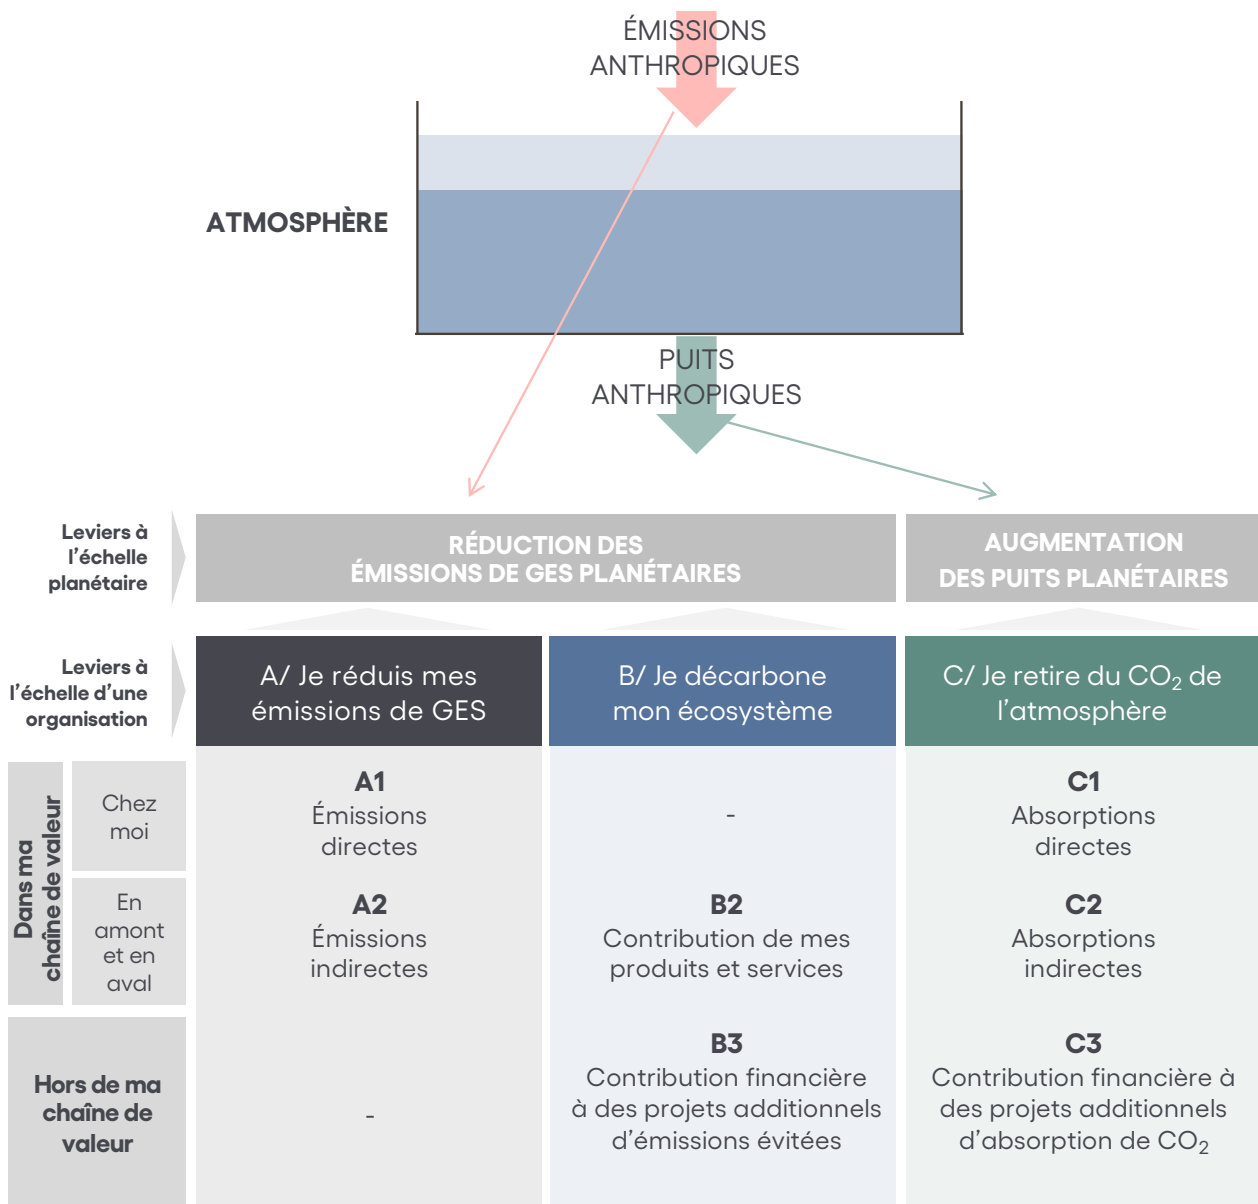 ÉMISSIONS
ANTHROPIQUES
ATMOSPHÈRE
PUITS
ANTHROPIQUES
Leviers à
l’échelle
planétaire
RÉDUCTION DES
ÉMISSIONS DE GES PLANÉTAIRES
AUGMENTATION
DES PUITS PLANÉTAIRES
Leviers à
l’échelle d’une
organisation
A/ Je réduis mes
émissions de GES
B/ Je décarbone
mon écosystème
C/ Je retire du CO₂ de
l’atmosphère
Dans ma
chaîne de valeur
Chez
moi
A1
Émissions
directes
-
C1
Absorptions
directes
En
amont
et en
aval
A2
Émissions
indirectes
B2
Contribution de mes
produits et services
C2
Absorptions
indirectes
Hors de ma
chaîne de
valeur
-
B3
Contribution financière
à des projets additionnels
d’émissions évitées
C3
Contribution financière à
des projets additionnels
d’absorption de CO₂